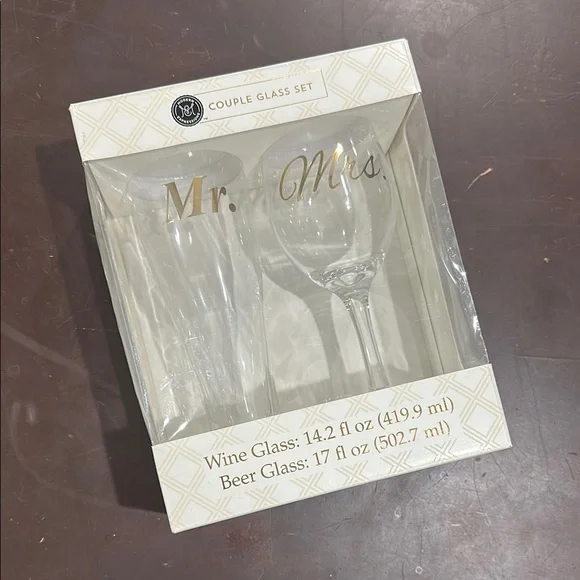 COUPLE GLASS SET
Mr. Mrs.
Wine Glass: 14.2 fl oz (419.9 ml)
Beer Glass: 17 fl oz (502.7 ml)